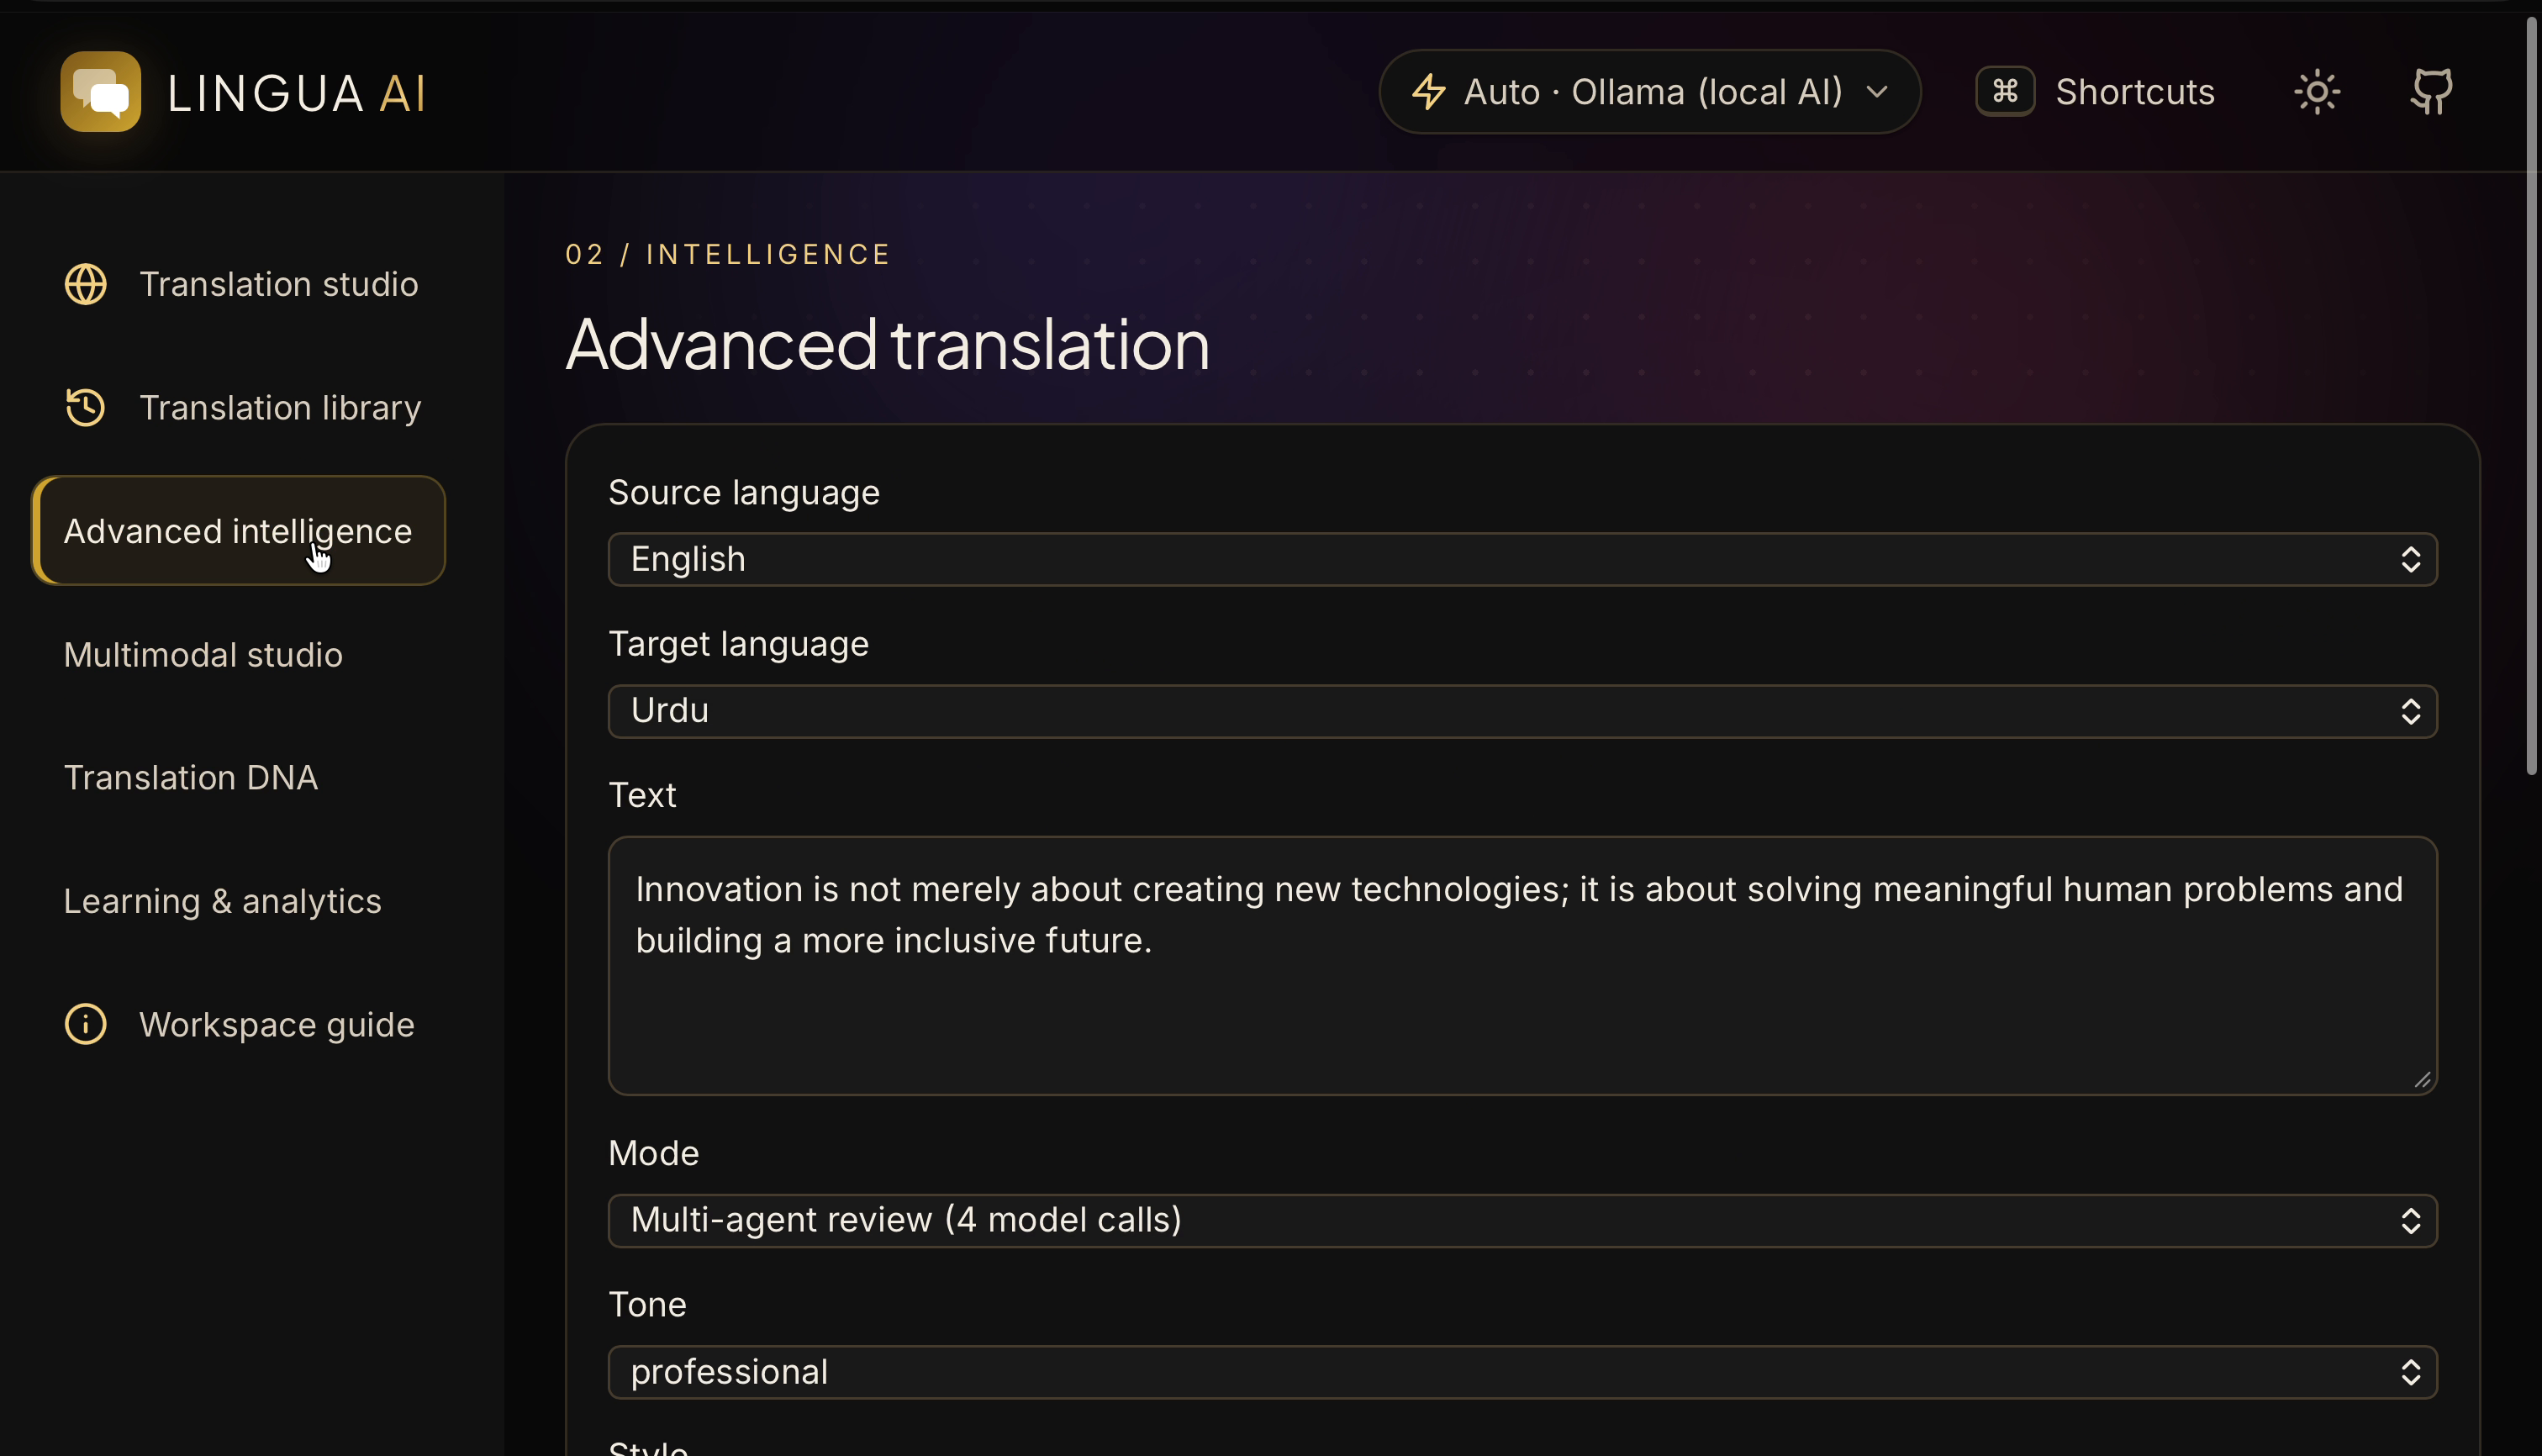 LINGUA AI
Auto · Ollama (local AI)
⌘ Shortcuts
Translation studio
Translation library
Advanced intelligence
Multimodal studio
Translation DNA
Learning & analytics
Workspace guide
02 / INTELLIGENCE
Advanced translation
Source language
English
Target language
Urdu
Text
Innovation is not merely about creating new technologies; it is about solving meaningful human problems and
building a more inclusive future.
Mode
Multi-agent review (4 model calls)
Tone
professional
Style